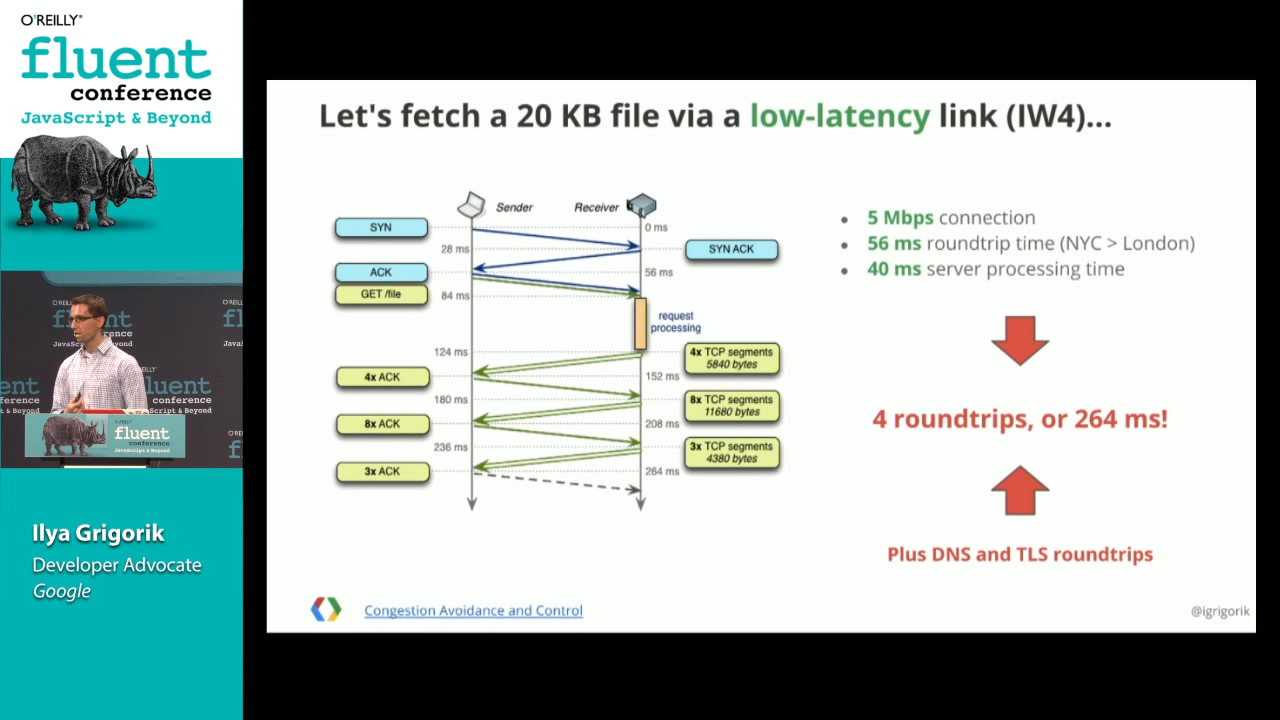 O'REILLY®
fluent
conference
JavaScript & Beyond
Ilya Grigorik
Developer Advocate
Google
Let's fetch a 20 KB file via a low-latency link (IW4)...
Sender
Receiver
SYN
0 ms
28 ms
SYN ACK
ACK
56 ms
GET /file
84 ms
request
processing
124 ms
4x TCP segments
5840 bytes
4x ACK
152 ms
180 ms
8x TCP segments
11680 bytes
8x ACK
208 ms
236 ms
3x TCP segments
4380 bytes
3x ACK
264 ms
• 5 Mbps connection
• 56 ms roundtrip time (NYC > London)
• 40 ms server processing time
4 roundtrips, or 264 ms!
Plus DNS and TLS roundtrips
Congestion Avoidance and Control
@igrigorik
fluent
conference
JavaScript & Beyond